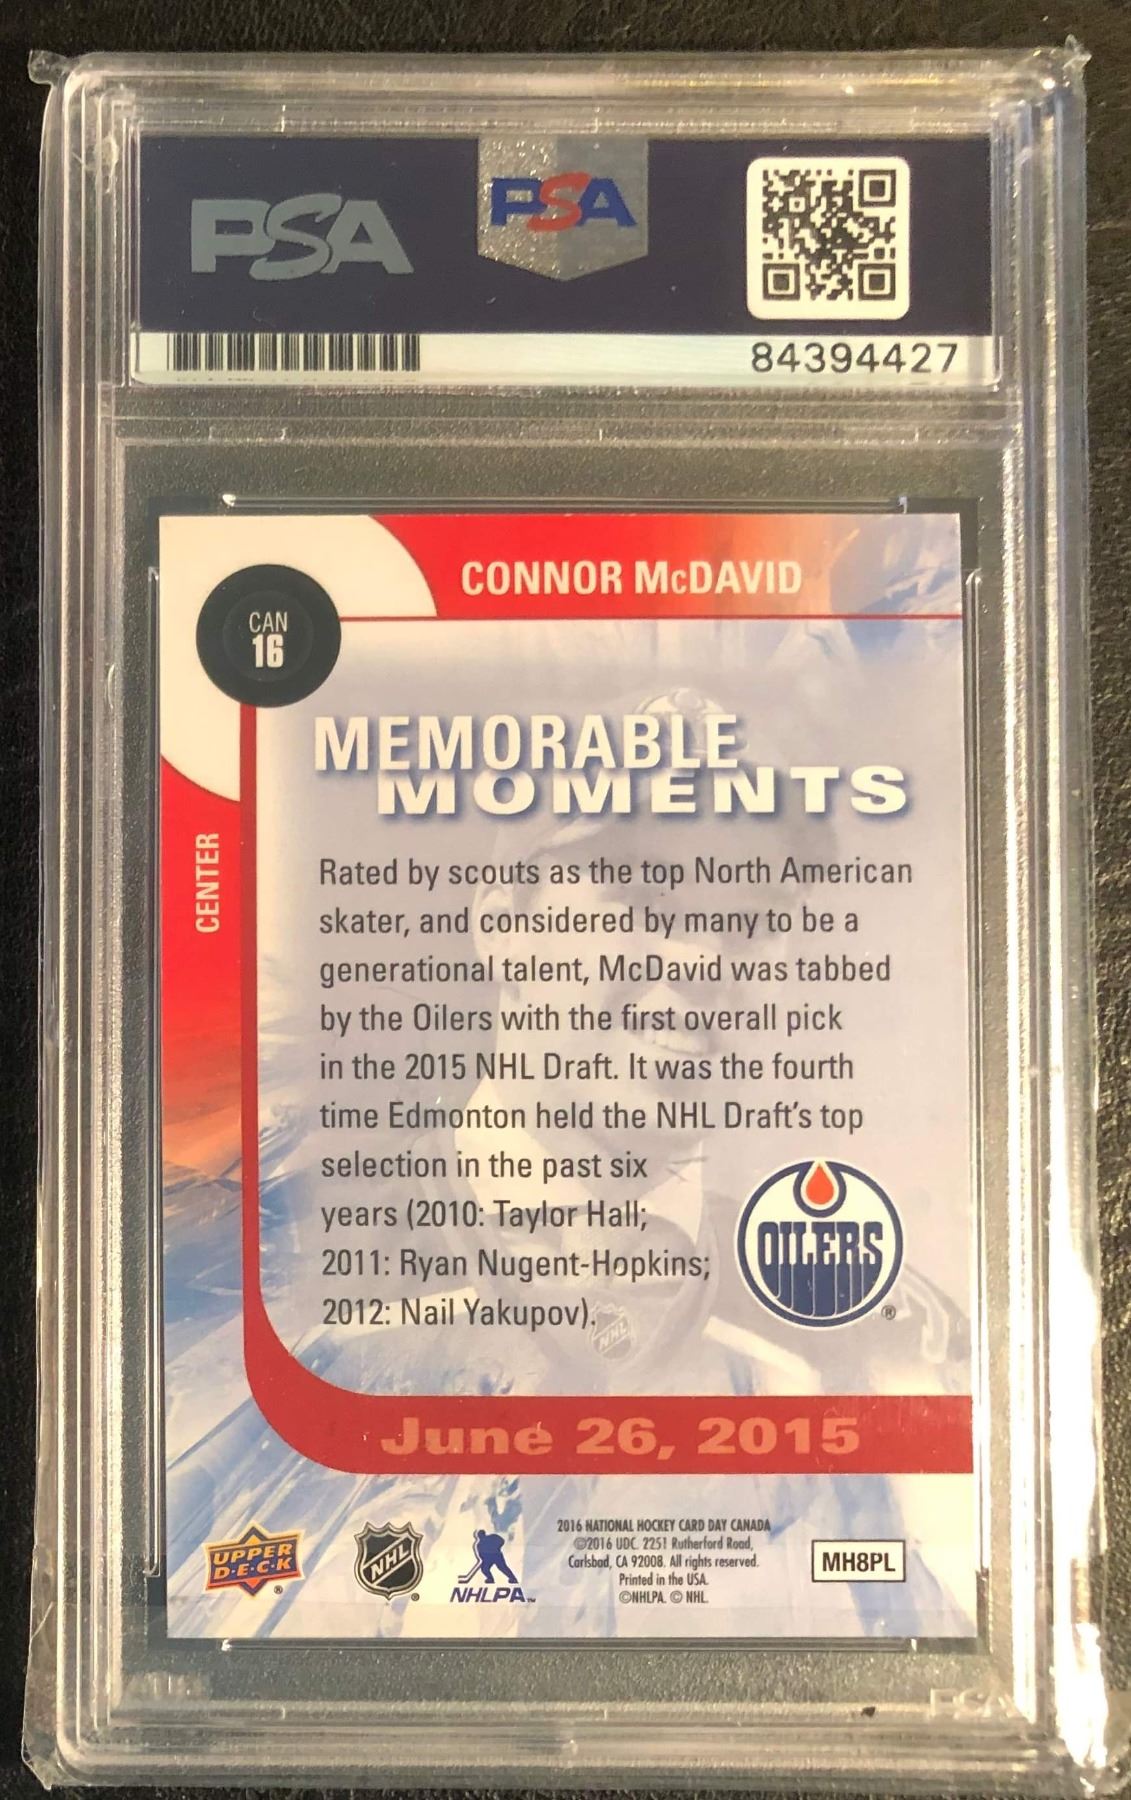 PSA
PSA
84394427
CAN
16
CONNOR McDAVID
CENTER
MEMORABLE
MOMENTS
Rated by scouts as the top North American
skater, and considered by many to be a
generational talent, McDavid was tabbed
by the Oilers with the first overall pick
in the 2015 NHL Draft. It was the fourth
time Edmonton held the NHL Draft's top
selection in the past six
years (2010: Taylor Hall;
2011: Ryan Nugent-Hopkins;
2012: Nail Yakupov).
OILERS
®
NHL
June 26, 2015
UPPER
D·E·C·K
®
NHL
®
NHLPA™
2016 NATIONAL HOCKEY CARD DAY CANADA
©2016 UDC. 2251 Rutherford Road,
Carlsbad, CA 92008. All rights reserved.
Printed in the USA.
©NHLPA. © NHL.
MH8PL
PSA